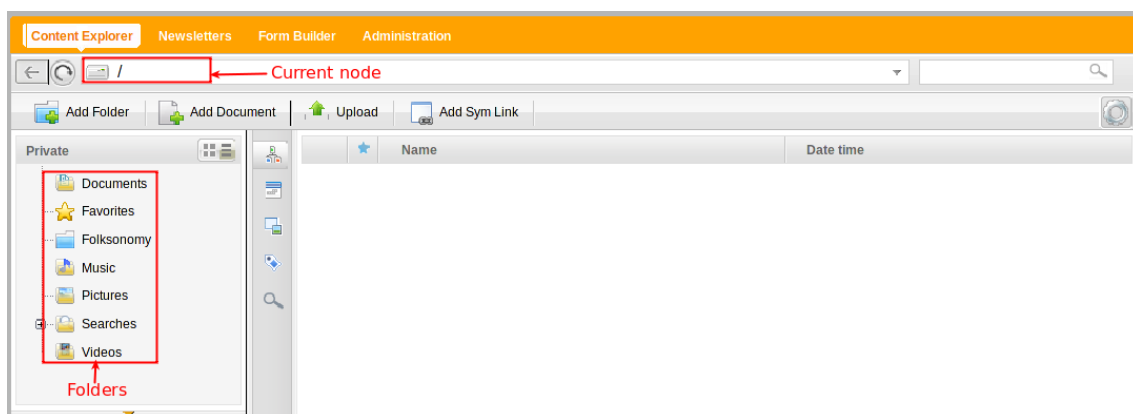 Content Explorer Newsletters Form Builder Administration
/ Current node
Add Folder Add Document Upload Add Sym Link
Private Name Date time
Documents
Favorites
Folksonomy
Music
Pictures
Searches
Videos
Folders